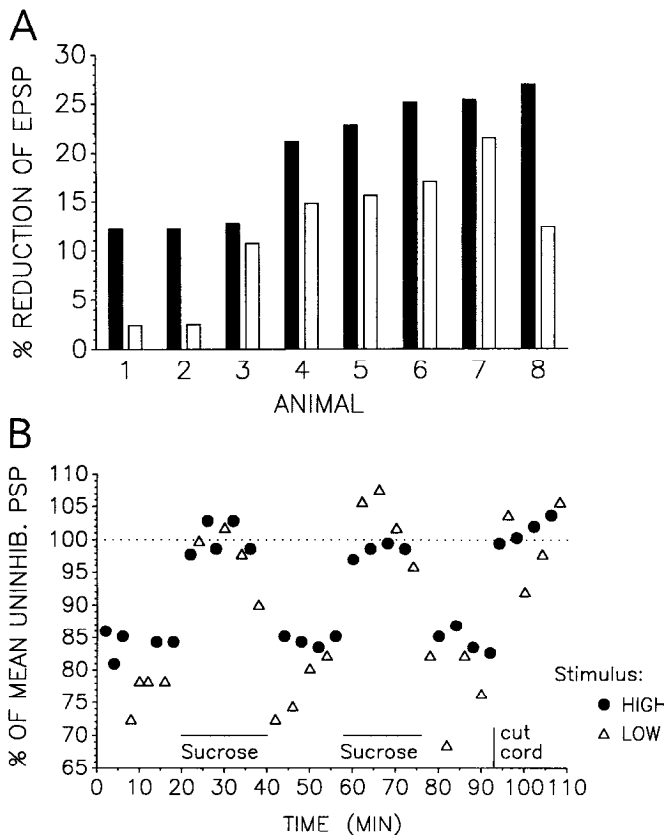 A
% REDUCTION OF EPSP
30
25
20
15
10
5
0
1 2 3 4 5 6 7 8
ANIMAL
B
% OF MEAN UNINHIB. PSP
110
105
100
95
90
85
80
75
70
65
Sucrose
Sucrose
cut
cord
Stimulus:
HIGH
LOW
0 10 20 30 40 50 60 70 80 90 100 110
TIME (MIN)